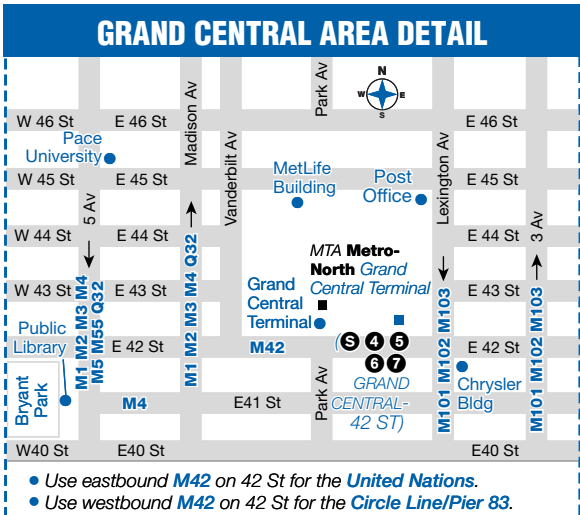 GRAND CENTRAL AREA DETAIL
N
W E
S
Park Av
Madison Av
W 46 St E 46 St E 46 St
Pace
University
Vanderbilt Av
Lexington Av
MetLife
Building
Post
Office
W 45 St E 45 St E 45 St
5 Av
3 Av
W 44 St E 44 St E 44 St
MTA Metro-
North Grand
Central Terminal
Grand
Central
Terminal
W 43 St E 43 St E 43 St
M1 M2 M3 M4
M5 M55 Q32
M1 M2 M3 M4 Q32
M101 M102 M103
M101 M102 M103
Public
Library
E 42 St M42 E 42 St
(S 4 5
6 7
GRAND
CENTRAL-
42 ST)
Park Av
Chrysler
Bldg
Bryant
Park
M4 E41 St
W40 St E40 St E40 St
• Use eastbound M42 on 42 St for the United Nations.
• Use westbound M42 on 42 St for the Circle Line/Pier 83.